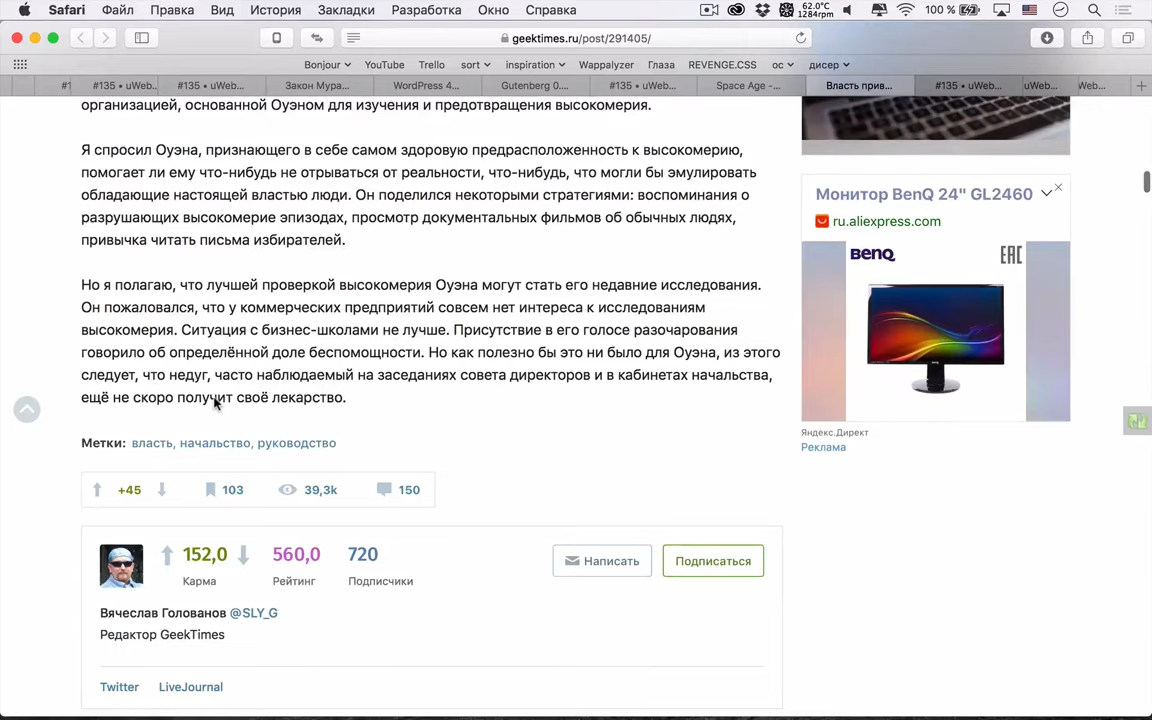 Safari Файл Правка Вид История Закладки Разработка Окно Справка 62.0°C 1284rpm 100 %
geektimes.ru/post/291405/
Bonjour YouTube Trello sort inspiration Wappalyzer Глаза REVENGE.CSS ос дисер
#1 #135 • uWeb... #135 • uWeb... Закон Мура... WordPress 4... Gutenberg 0.... #135 • uWeb... Space Age -... Власть прив... #135 • uWeb... uWeb... Web...
организацией, основанной Оуэном для изучения и предотвращения высокомерия.
Я спросил Оуэна, признающего в себе самом здоровую предрасположенность к высокомерию,
помогает ли ему что-нибудь не отрываться от реальности, что-нибудь, что могли бы эмулировать
обладающие настоящей властью люди. Он поделился некоторыми стратегиями: воспоминания о
разрушающих высокомерие эпизодах, просмотр документальных фильмов об обычных людях,
привычка читать письма избирателей.
Но я полагаю, что лучшей проверкой высокомерия Оуэна могут стать его недавние исследования.
Он пожаловался, что у коммерческих предприятий совсем нет интереса к исследованиям
высокомерия. Ситуация с бизнес-школами не лучше. Присутствие в его голосе разочарования
говорило об определённой доле беспомощности. Но как полезно бы это ни было для Оуэна, из этого
следует, что недуг, часто наблюдаемый на заседаниях совета директоров и в кабинетах начальства,
ещё не скоро получит своё лекарство.
Метки: власть, начальство, руководство
+45 103 39,3k 150
152,0 560,0 720
Карма Рейтинг Подписчики
Написать Подписаться
Вячеслав Голованов @SLY_G
Редактор GeekTimes
Twitter LiveJournal
Монитор BenQ 24" GL2460
ru.aliexpress.com
BenQ EAC
Яндекс.Директ
Реклама